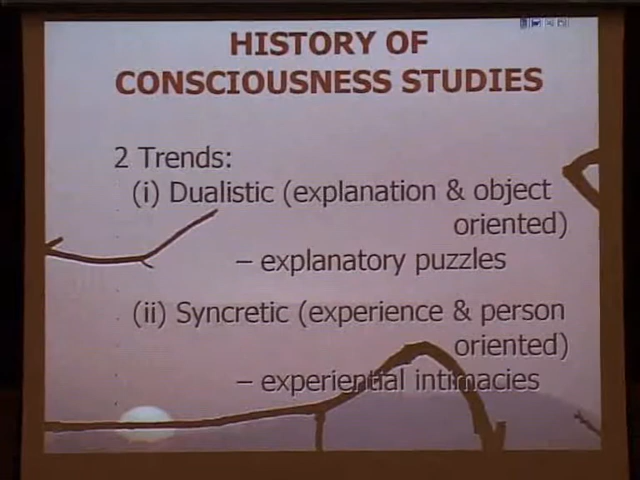 HISTORY OF
CONSCIOUSNESS STUDIES
2 Trends:
(i) Dualistic (explanation & object
oriented)
– explanatory puzzles
(ii) Syncretic (experience & person
oriented)
– experiential intimacies